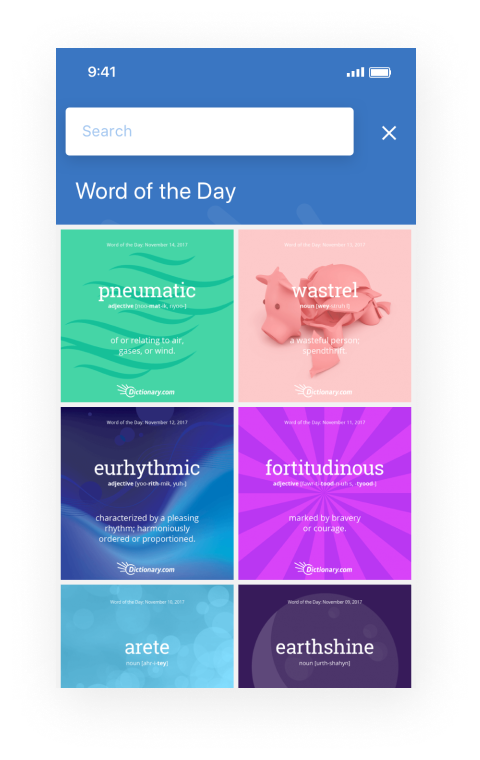 9:41
Search
Word of the Day
Word of the Day: November 14, 2017
pneumatic
adjective [noo-mat-ik, nyoo-]
of or relating to air,
gases, or wind.
Dictionary.com
Word of the Day: November 13, 2017
wastrel
noun [wey-struhl]
a wasteful person;
spendthrift.
Dictionary.com
Word of the Day: November 12, 2017
eurhythmic
adjective [yoo-rith-mik, yuh-]
characterized by a pleasing
rhythm; harmoniously
ordered or proportioned.
Dictionary.com
Word of the Day: November 11, 2017
fortitudinous
adjective [fawr-ti-tood-n-uhs, -tyood-]
marked by bravery
or courage.
Dictionary.com
Word of the Day: November 10, 2017
arete
noun [ahr-i-tey]
Word of the Day: November 09, 2017
earthshine
noun [urth-shahyn]